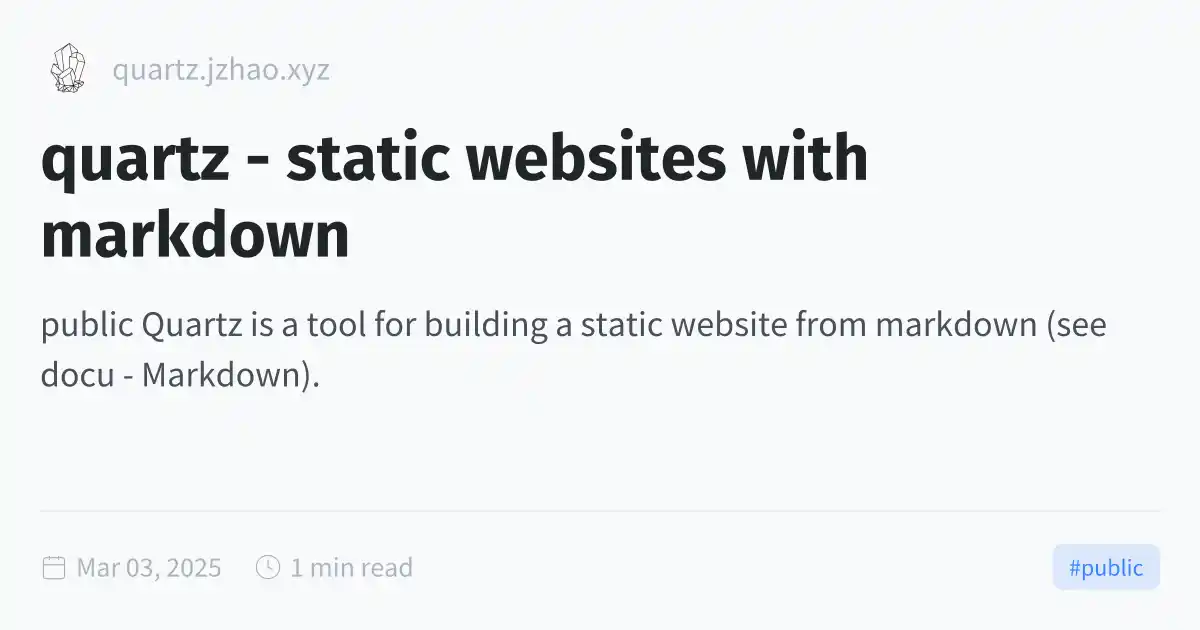 quartz.jzhao.xyz
quartz - static websites with
markdown
public Quartz is a tool for building a static website from markdown (see
docu - Markdown).
Mar 03, 2025
1 min read
#public